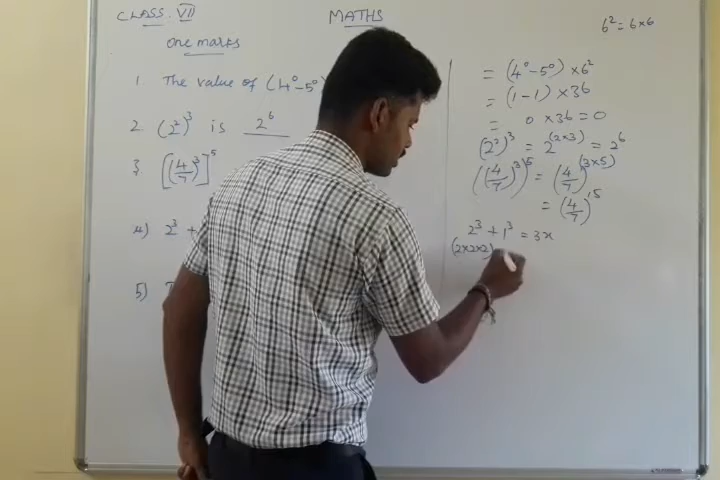 CLASS. VII
MATHS
one marks
1 The value of (4⁰-5⁰)
2 (2²)³ is 2⁶
3 [(4/7)³]⁵
4) 2³ +
5)
6² = 6×6
= (4⁰-5⁰) ×6²
= (1-1) ×36
= 0 ×36 = 0
(2²)³ = 2^(2×3) = 2⁶
((4/7)³)⁵ = (4/7)^(3×5)
= (4/7)^15
2³ + 1³ = 3x
(2×2×2)